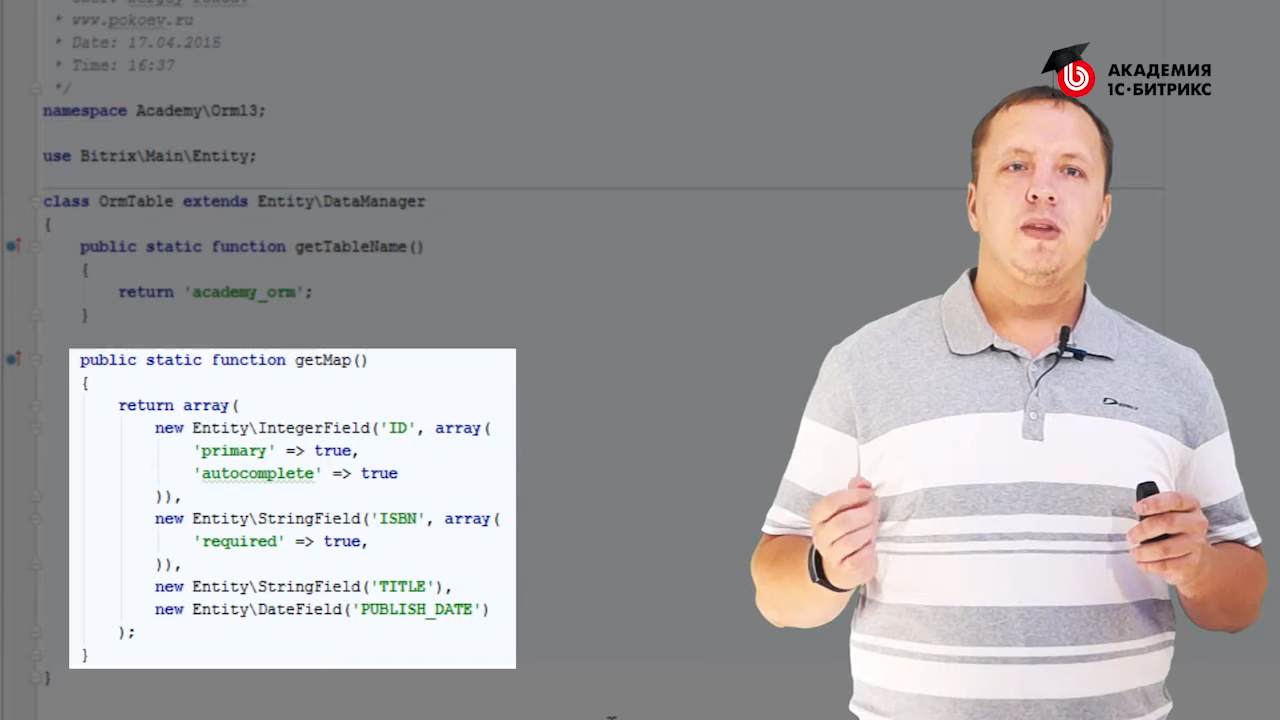 * www.pokoev.ru
* Date: 17.04.2015
* Time: 16:37
*/
namespace Academy\Orm13;
use Bitrix\Main\Entity;
class OrmTable extends Entity\DataManager
{
public static function getTableName()
{
return 'academy_orm';
}
public static function getMap()
{
return array(
new Entity\IntegerField('ID', array(
'primary' => true,
'autocomplete' => true
)),
new Entity\StringField('ISBN', array(
'required' => true,
)),
new Entity\StringField('TITLE'),
new Entity\DateField('PUBLISH_DATE')
);
}
}
АКАДЕМИЯ
1С·БИТРИКС